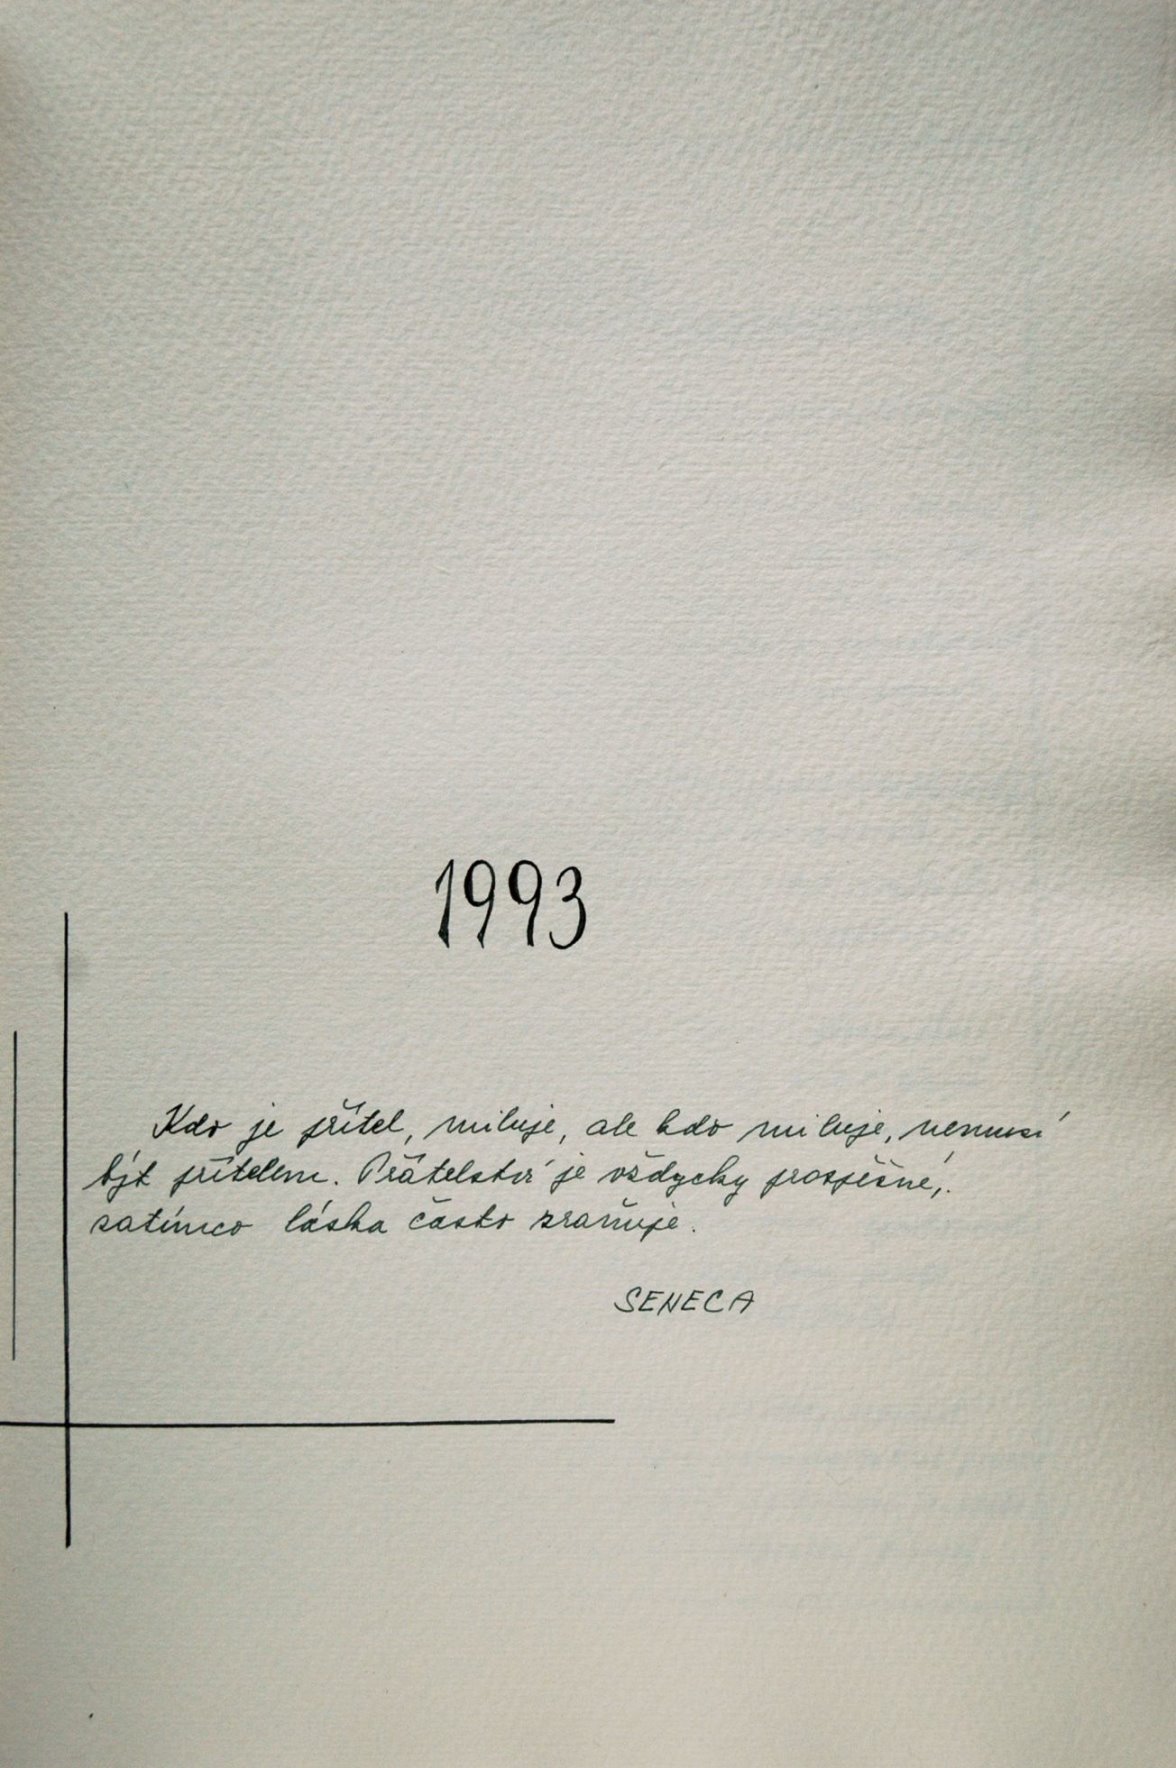 1993
Kdo je přítel, miluje, ale kdo miluje, nemusí
být přítelem. Přátelství je vždycky prospěšné,
zatímco láska často zraňuje.
SENECA